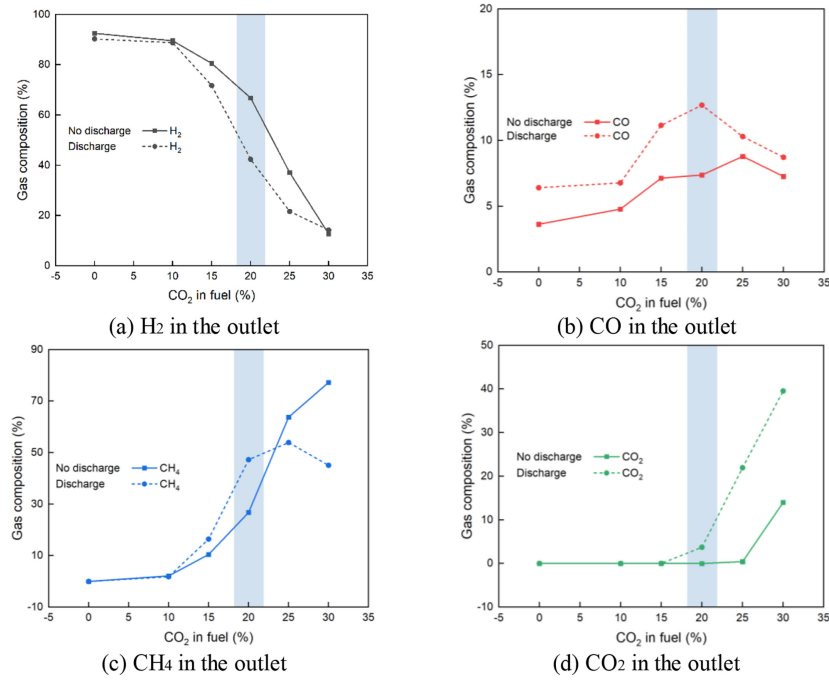 100
80
60
40
20
0
Gas composition (%)
No discharge H₂
Discharge H₂
-5 0 5 10 15 20 25 30 35
CO₂ in fuel (%)
(a) H₂ in the outlet
20
15
10
5
0
Gas composition (%)
No discharge CO
Discharge CO
-5 0 5 10 15 20 25 30 35
CO₂ in fuel (%)
(b) CO in the outlet
90
70
50
30
10
-10
Gas composition (%)
No discharge CH₄
Discharge CH₄
-5 0 5 10 15 20 25 30 35
CO₂ in fuel (%)
(c) CH₄ in the outlet
50
40
30
20
10
0
-10
Gas composition (%)
No discharge CO₂
Discharge CO₂
-5 0 5 10 15 20 25 30 35
CO₂ in fuel (%)
(d) CO₂ in the outlet